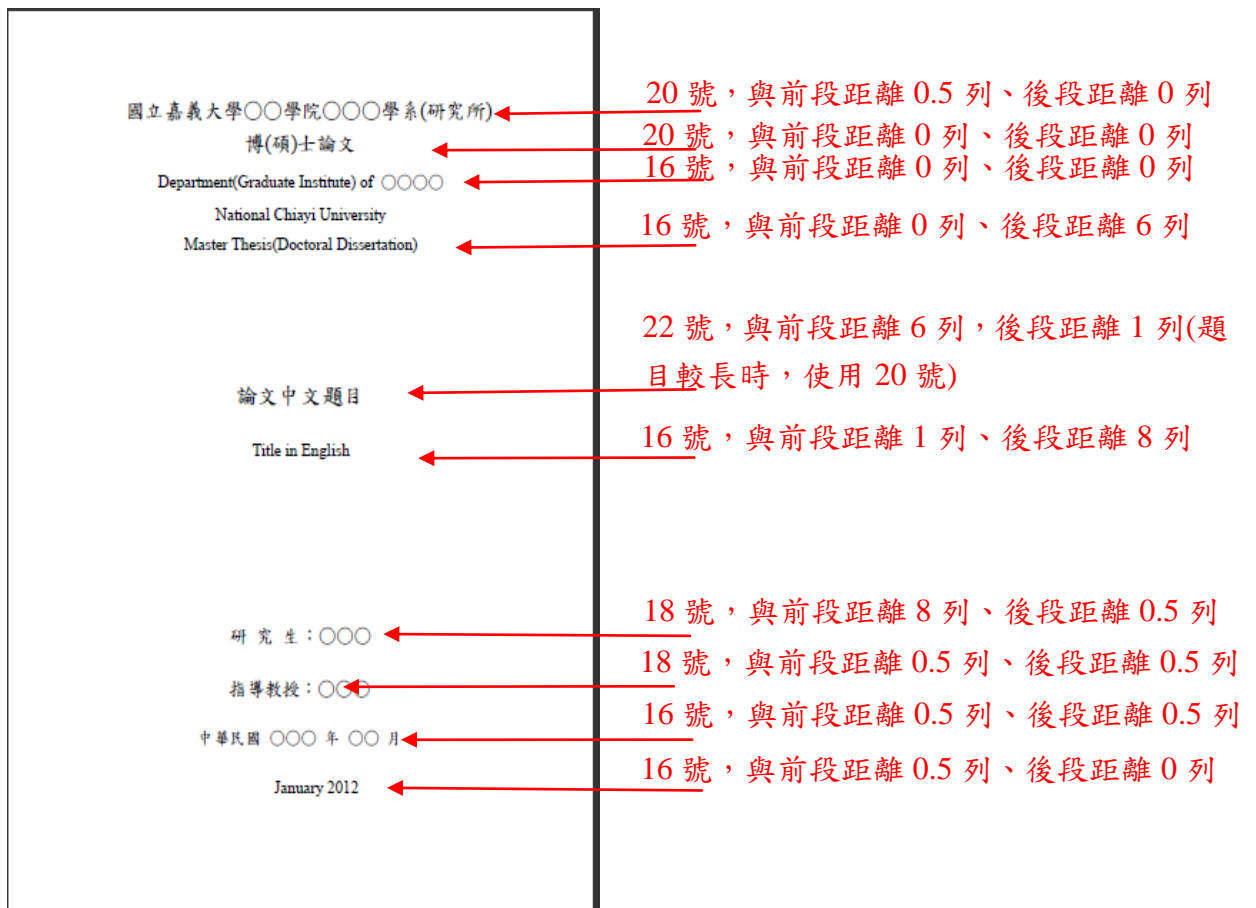 國立嘉義大學○○學院○○○學系(研究所)
20 號，與前段距離 0.5 列、後段距離 0 列
博(碩)士論文
20 號，與前段距離 0 列、後段距離 0 列
Department(Graduate Institute) of ○○○○
16 號，與前段距離 0 列、後段距離 0 列
National Chiayi University
Master Thesis(Doctoral Dissertation)
16 號，與前段距離 0 列、後段距離 6 列
論文中文題目
22 號，與前段距離 6 列，後段距離 1 列(題
目較長時，使用 20 號)
Title in English
16 號，與前段距離 1 列、後段距離 8 列
研 究 生：○○○
18 號，與前段距離 8 列、後段距離 0.5 列
指導教授：○○○
18 號，與前段距離 0.5 列、後段距離 0.5 列
中華民國 ○○○ 年 ○○ 月
16 號，與前段距離 0.5 列、後段距離 0.5 列
January 2012
16 號，與前段距離 0.5 列、後段距離 0 列